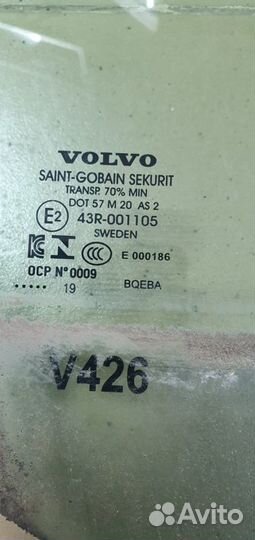 VOLVO
SAINT-GOBAIN SEKURIT
TRANSP. 70% MIN
DOT 57 M 20 AS 2
E2 43R-001105
SWEDEN
E 000186
OCP Nº 0009
..... 19 BQEBA
V426
Avito